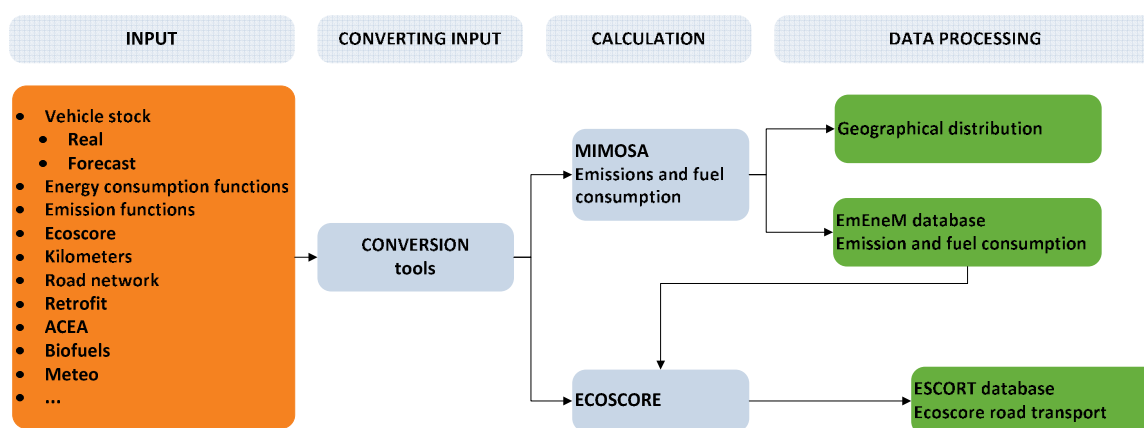 INPUT
CONVERTING INPUT
CALCULATION
DATA PROCESSING
• Vehicle stock
• Real
• Forecast
• Energy consumption functions
• Emission functions
• Ecoscore
• Kilometers
• Road network
• Retrofit
• ACEA
• Biofuels
• Meteo
• ...
CONVERSION
tools
MIMOSA
Emissions and fuel
consumption
Geographical distribution
EmEneM database
Emission and fuel consumption
ECOSCORE
ESCORT database
Ecoscore road transport